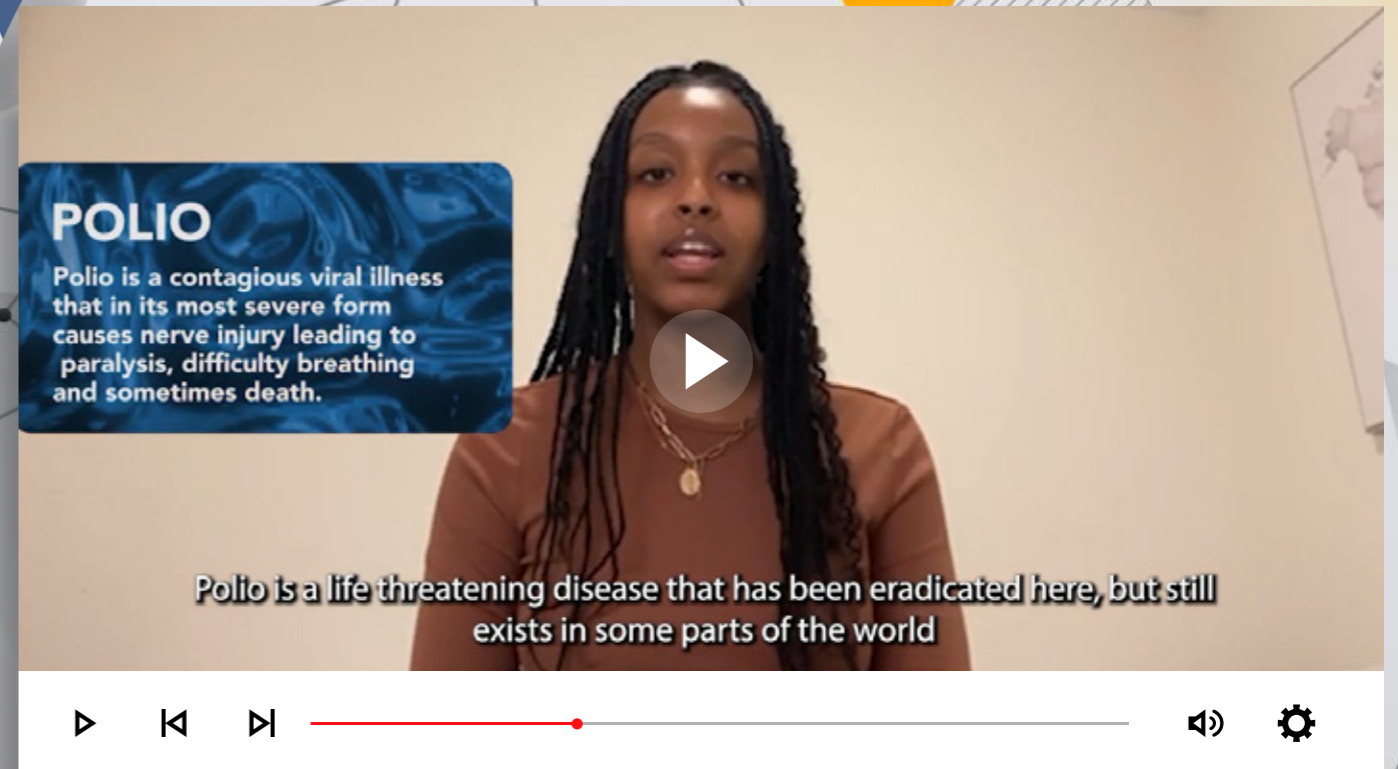 POLIO
Polio is a contagious viral illness
that in its most severe form
causes nerve injury leading to
paralysis, difficulty breathing
and sometimes death.
Polio is a life threatening disease that has been eradicated here, but still
exists in some parts of the world